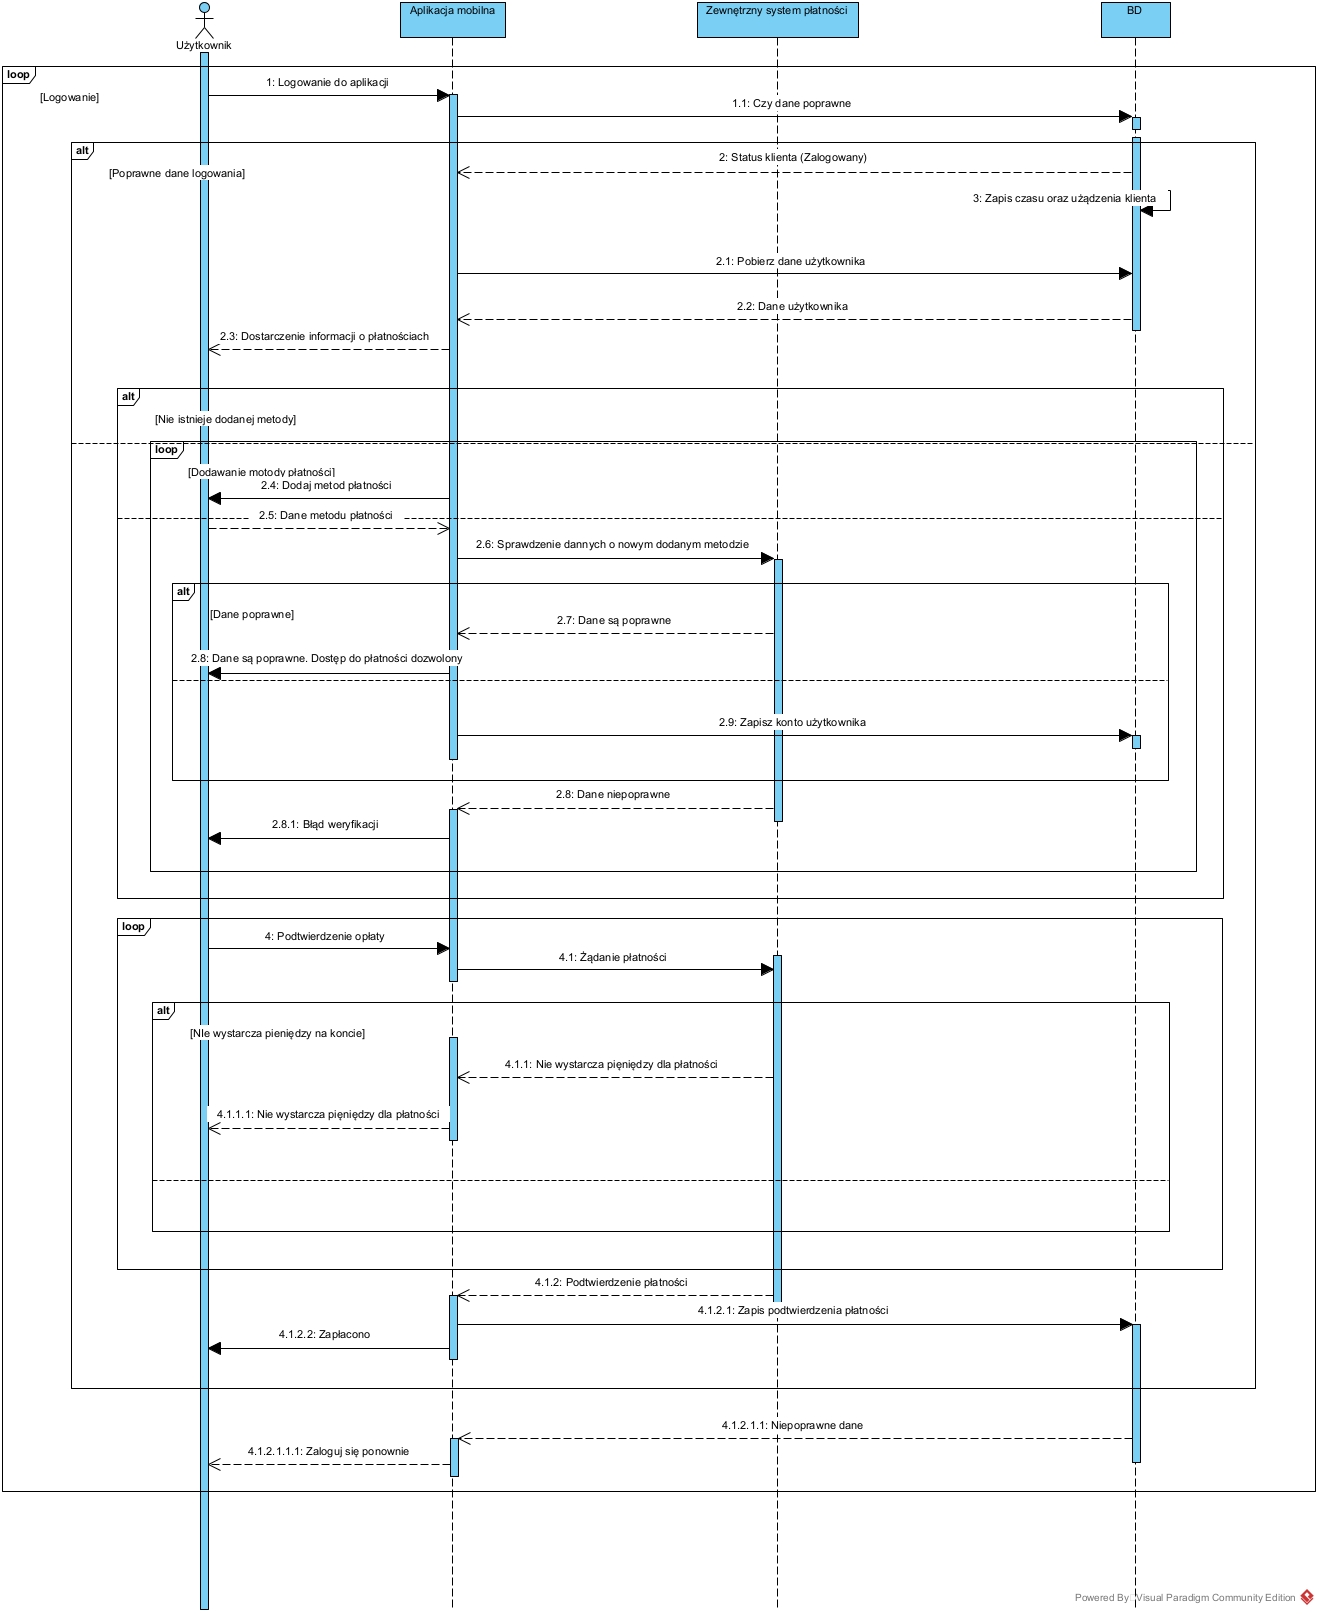 Użytkownik
Aplikacja mobilna
Zewnętrzny system płatności
BD
loop
[Logowanie]
1: Logowanie do aplikacji
1.1: Czy dane poprawne
alt
[Poprawne dane logowania]
2: Status klienta (Zalogowany)
3: Zapis czasu oraz użądzenia klienta
2.1: Pobierz dane użytkownika
2.2: Dane użytkownika
2.3: Dostarczenie informacji o płatnościach
alt
[Nie istnieje dodanej metody]
loop
[Dodawanie motody płatności]
2.4: Dodaj metod płatności
2.5: Dane metodu płatności
2.6: Sprawdzenie dannych o nowym dodanym metodzie
alt
[Dane poprawne]
2.7: Dane są poprawne
2.8: Dane są poprawne. Dostęp do płatności dozwolony
2.9: Zapisz konto użytkownika
2.8: Dane niepoprawne
2.8.1: Błąd weryfikacji
loop
4: Podtwierdzenie opłaty
4.1: Żądanie płatności
alt
[NIe wystarcza pieniędzy na koncie]
4.1.1: Nie wystarcza pięniędzy dla płatności
4.1.1.1: Nie wystarcza pięniędzy dla płatności
4.1.2: Podtwierdzenie płatności
4.1.2.1: Zapis podtwierdzenia płatności
4.1.2.2: Zapłacono
4.1.2.1.1: Niepoprawne dane
4.1.2.1.1.1: Zaloguj się ponownie
Powered By Visual Paradigm Community Edition